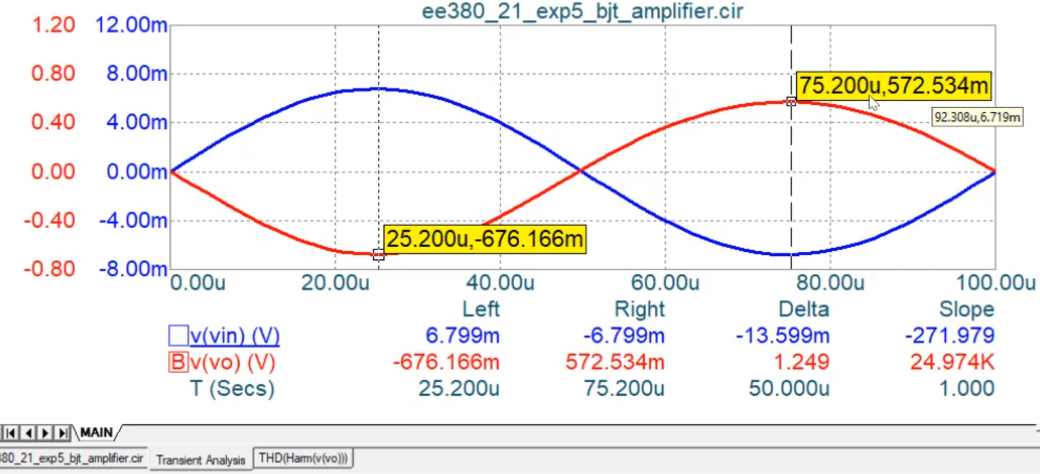 ee380_21_exp5_bjt_amplifier.cir
1.20 12.00m
0.80 8.00m
75.200u,572.534m
92.308u,6.719m
0.40 4.00m
0.00 0.00m
-0.40 -4.00m
25.200u,-676.166m
-0.80 -8.00m
0.00u 20.00u 40.00u 60.00u 80.00u 100.00u
Left Right Delta Slope
v(vin) (V) 6.799m -6.799m -13.599m -271.979
B v(vo) (V) -676.166m 572.534m 1.249 24.974K
T (Secs) 25.200u 75.200u 50.000u 1.000
MAIN
380_21_exp5_bjt_amplifier.cir Transient Analysis THD(Harm(v(vo)))